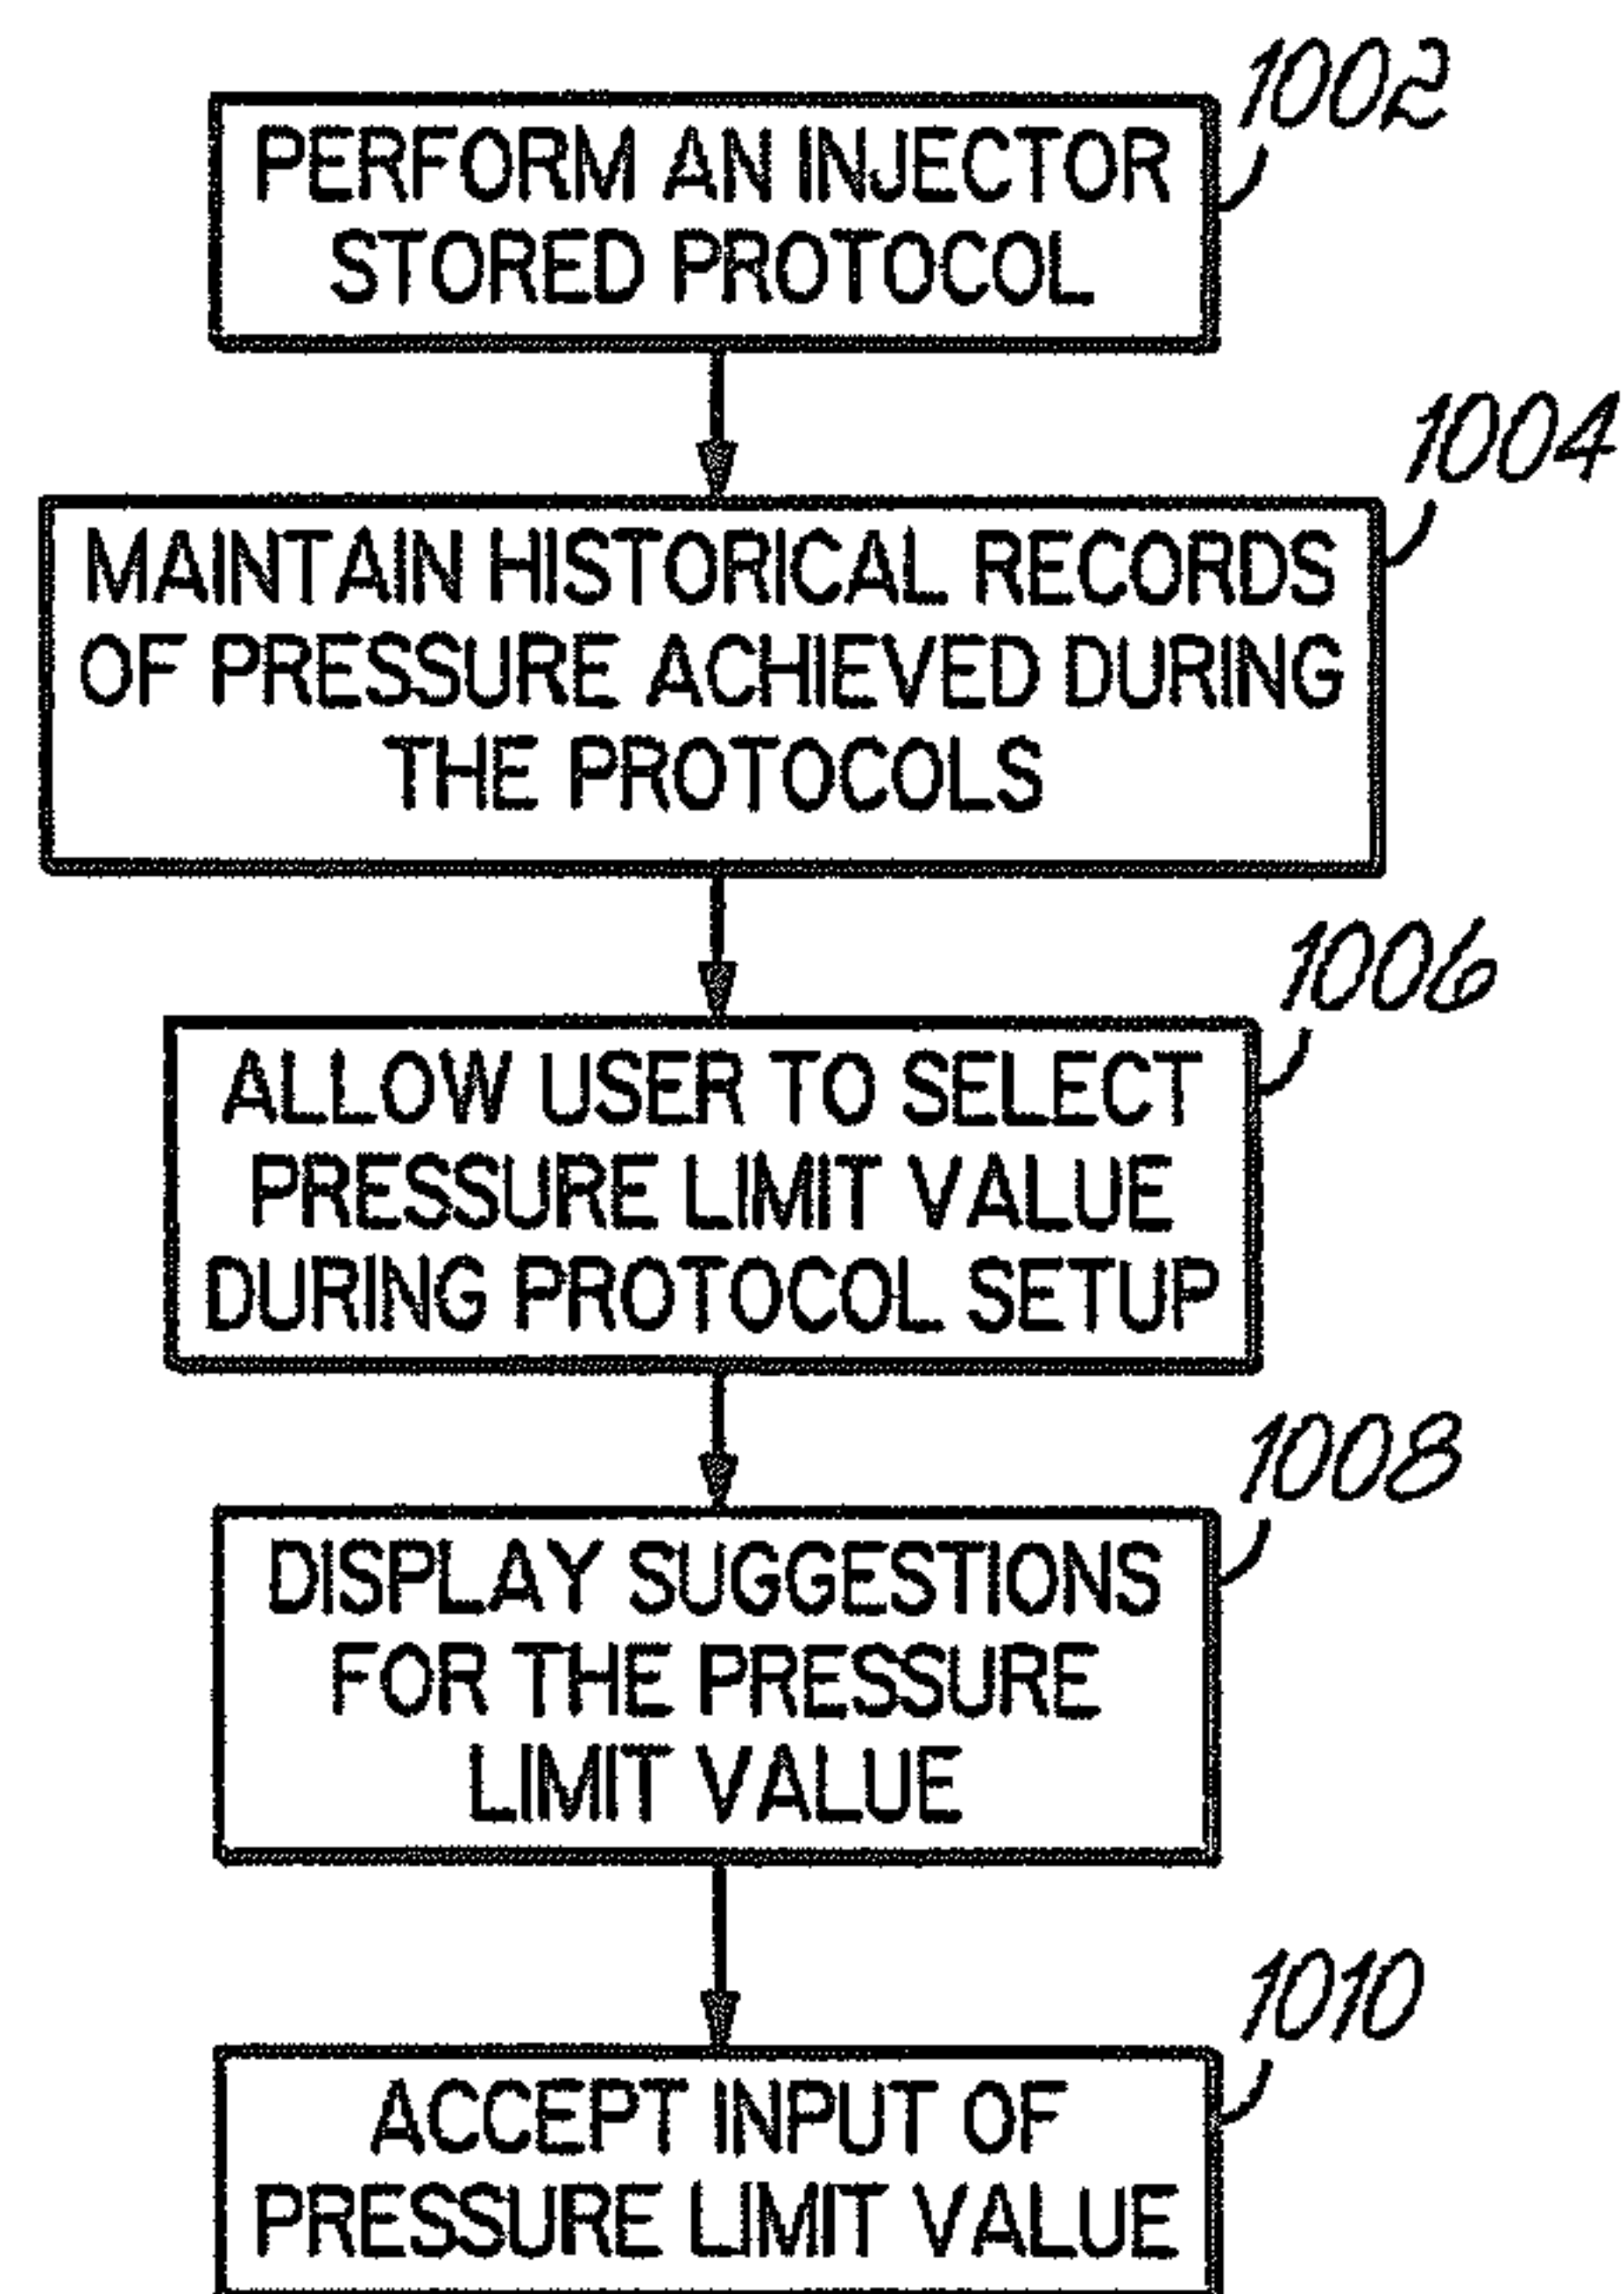 1002
PERFORM AN INJECTOR
STORED PROTOCOL
1004
MAINTAIN HISTORICAL RECORDS
OF PRESSURE ACHIEVED DURING
THE PROTOCOLS
1006
ALLOW USER TO SELECT
PRESSURE LIMIT VALUE
DURING PROTOCOL SETUP
1008
DISPLAY SUGGESTIONS
FOR THE PRESSURE
LIMIT VALUE
1010
ACCEPT INPUT OF
PRESSURE LIMIT VALUE